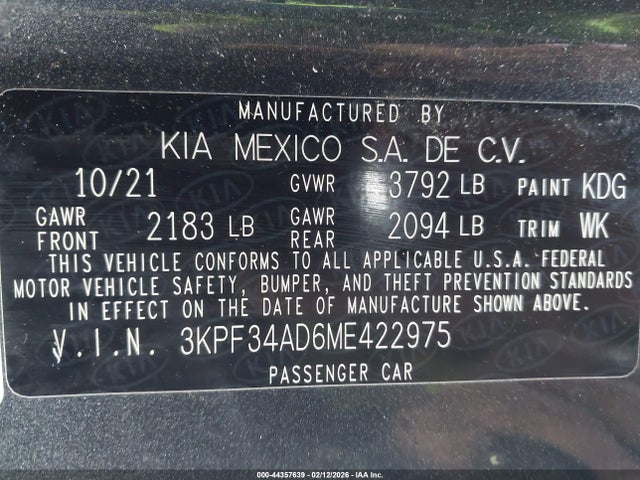 MANUFACTURED BY
KIA MEXICO S.A. DE C.V.
10/21 GVWR 3792 LB PAINT KDG
GAWR FRONT 2183 LB GAWR REAR 2094 LB TRIM WK
THIS VEHICLE CONFORMS TO ALL APPLICABLE U.S.A. FEDERAL
MOTOR VEHICLE SAFETY, BUMPER, AND THEFT PREVENTION STANDARDS
IN EFFECT ON THE DATE OF MANUFACTURE SHOWN ABOVE.
V.I.N. 3KPF34AD6ME422975
PASSENGER CAR
000-44357639 - 02/12/2026 - IAA Inc.